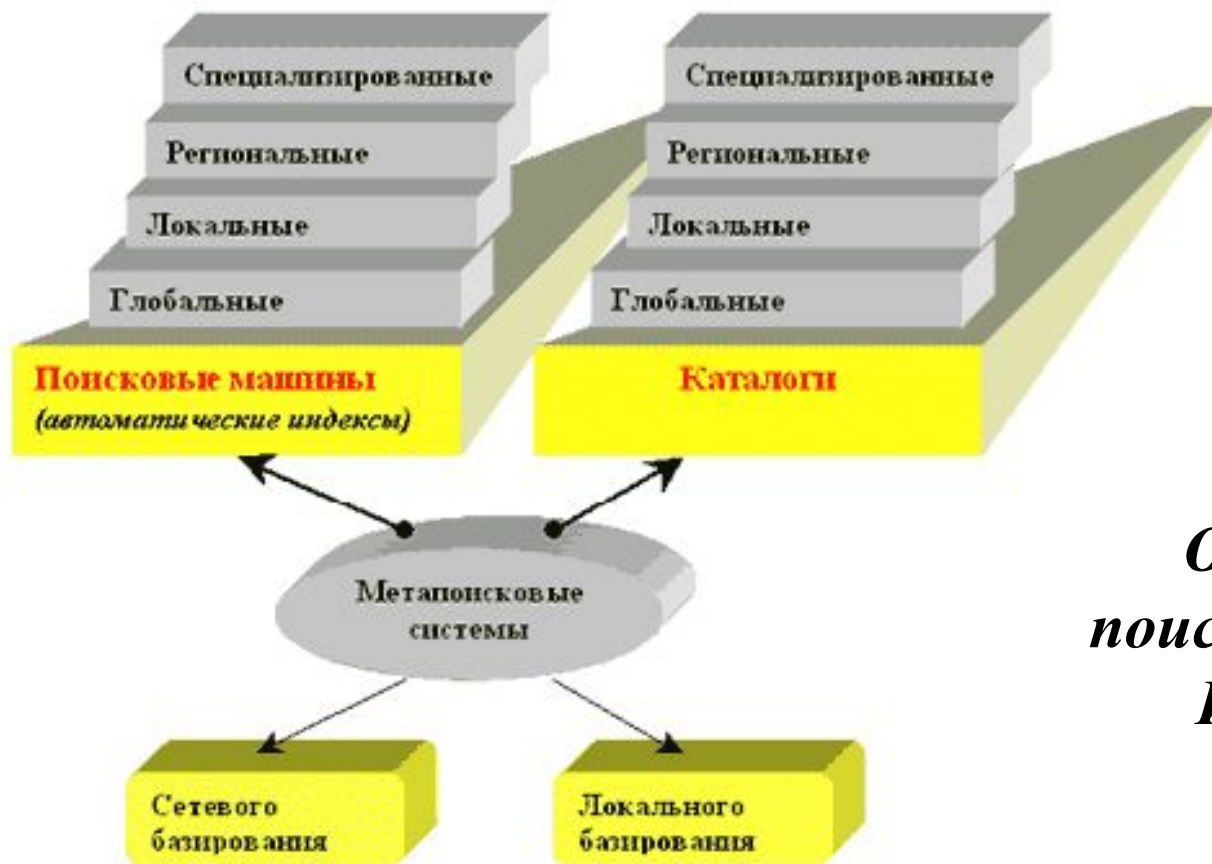 Специализированные
Региональные
Локальные
Глобальные
Поисковые машины
(автоматические индексы)
Специализированные
Региональные
Локальные
Глобальные
Каталоги
Метапоисковые
системы
Сетевого
базирования
Локального
базирования